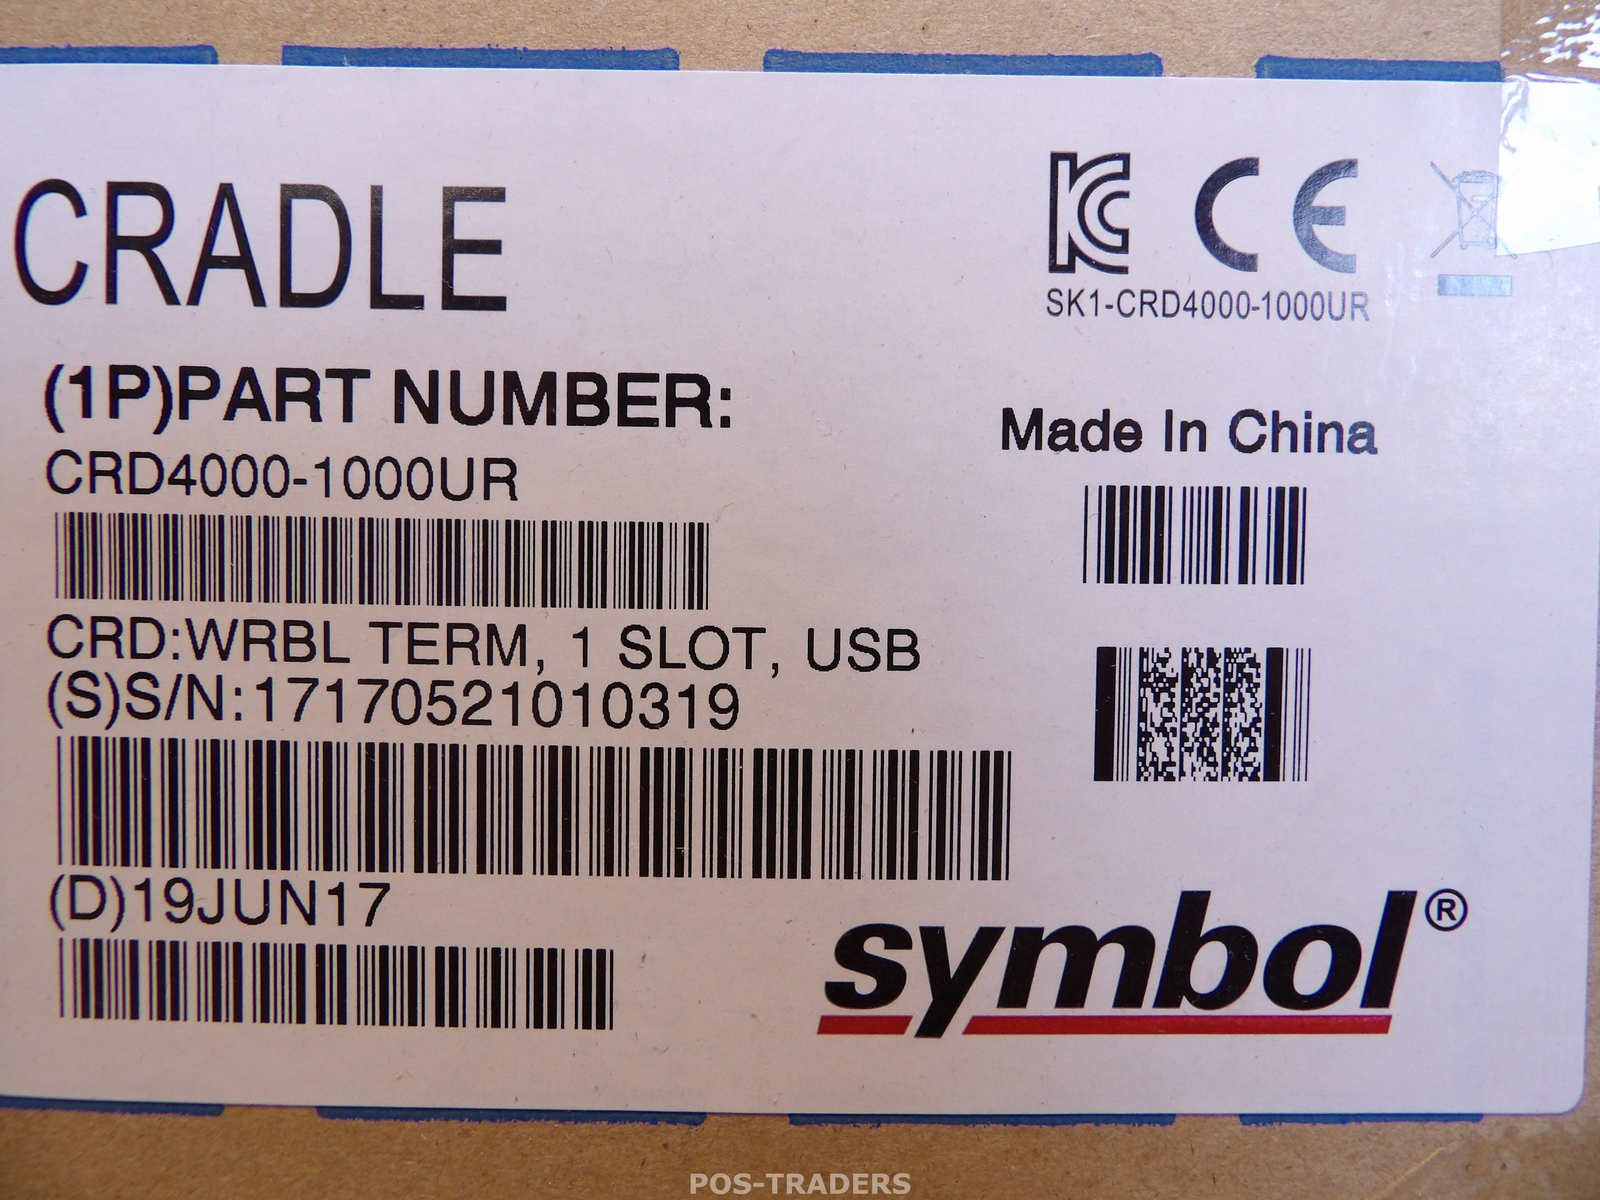 CRADLE
SK1-CRD4000-1000UR
(1P)PART NUMBER:
CRD4000-1000UR
Made In China
CRD:WRBL TERM, 1 SLOT, USB
(S)S/N:17170521010319
(D)19JUN17
symbol®
POS-TRADERS